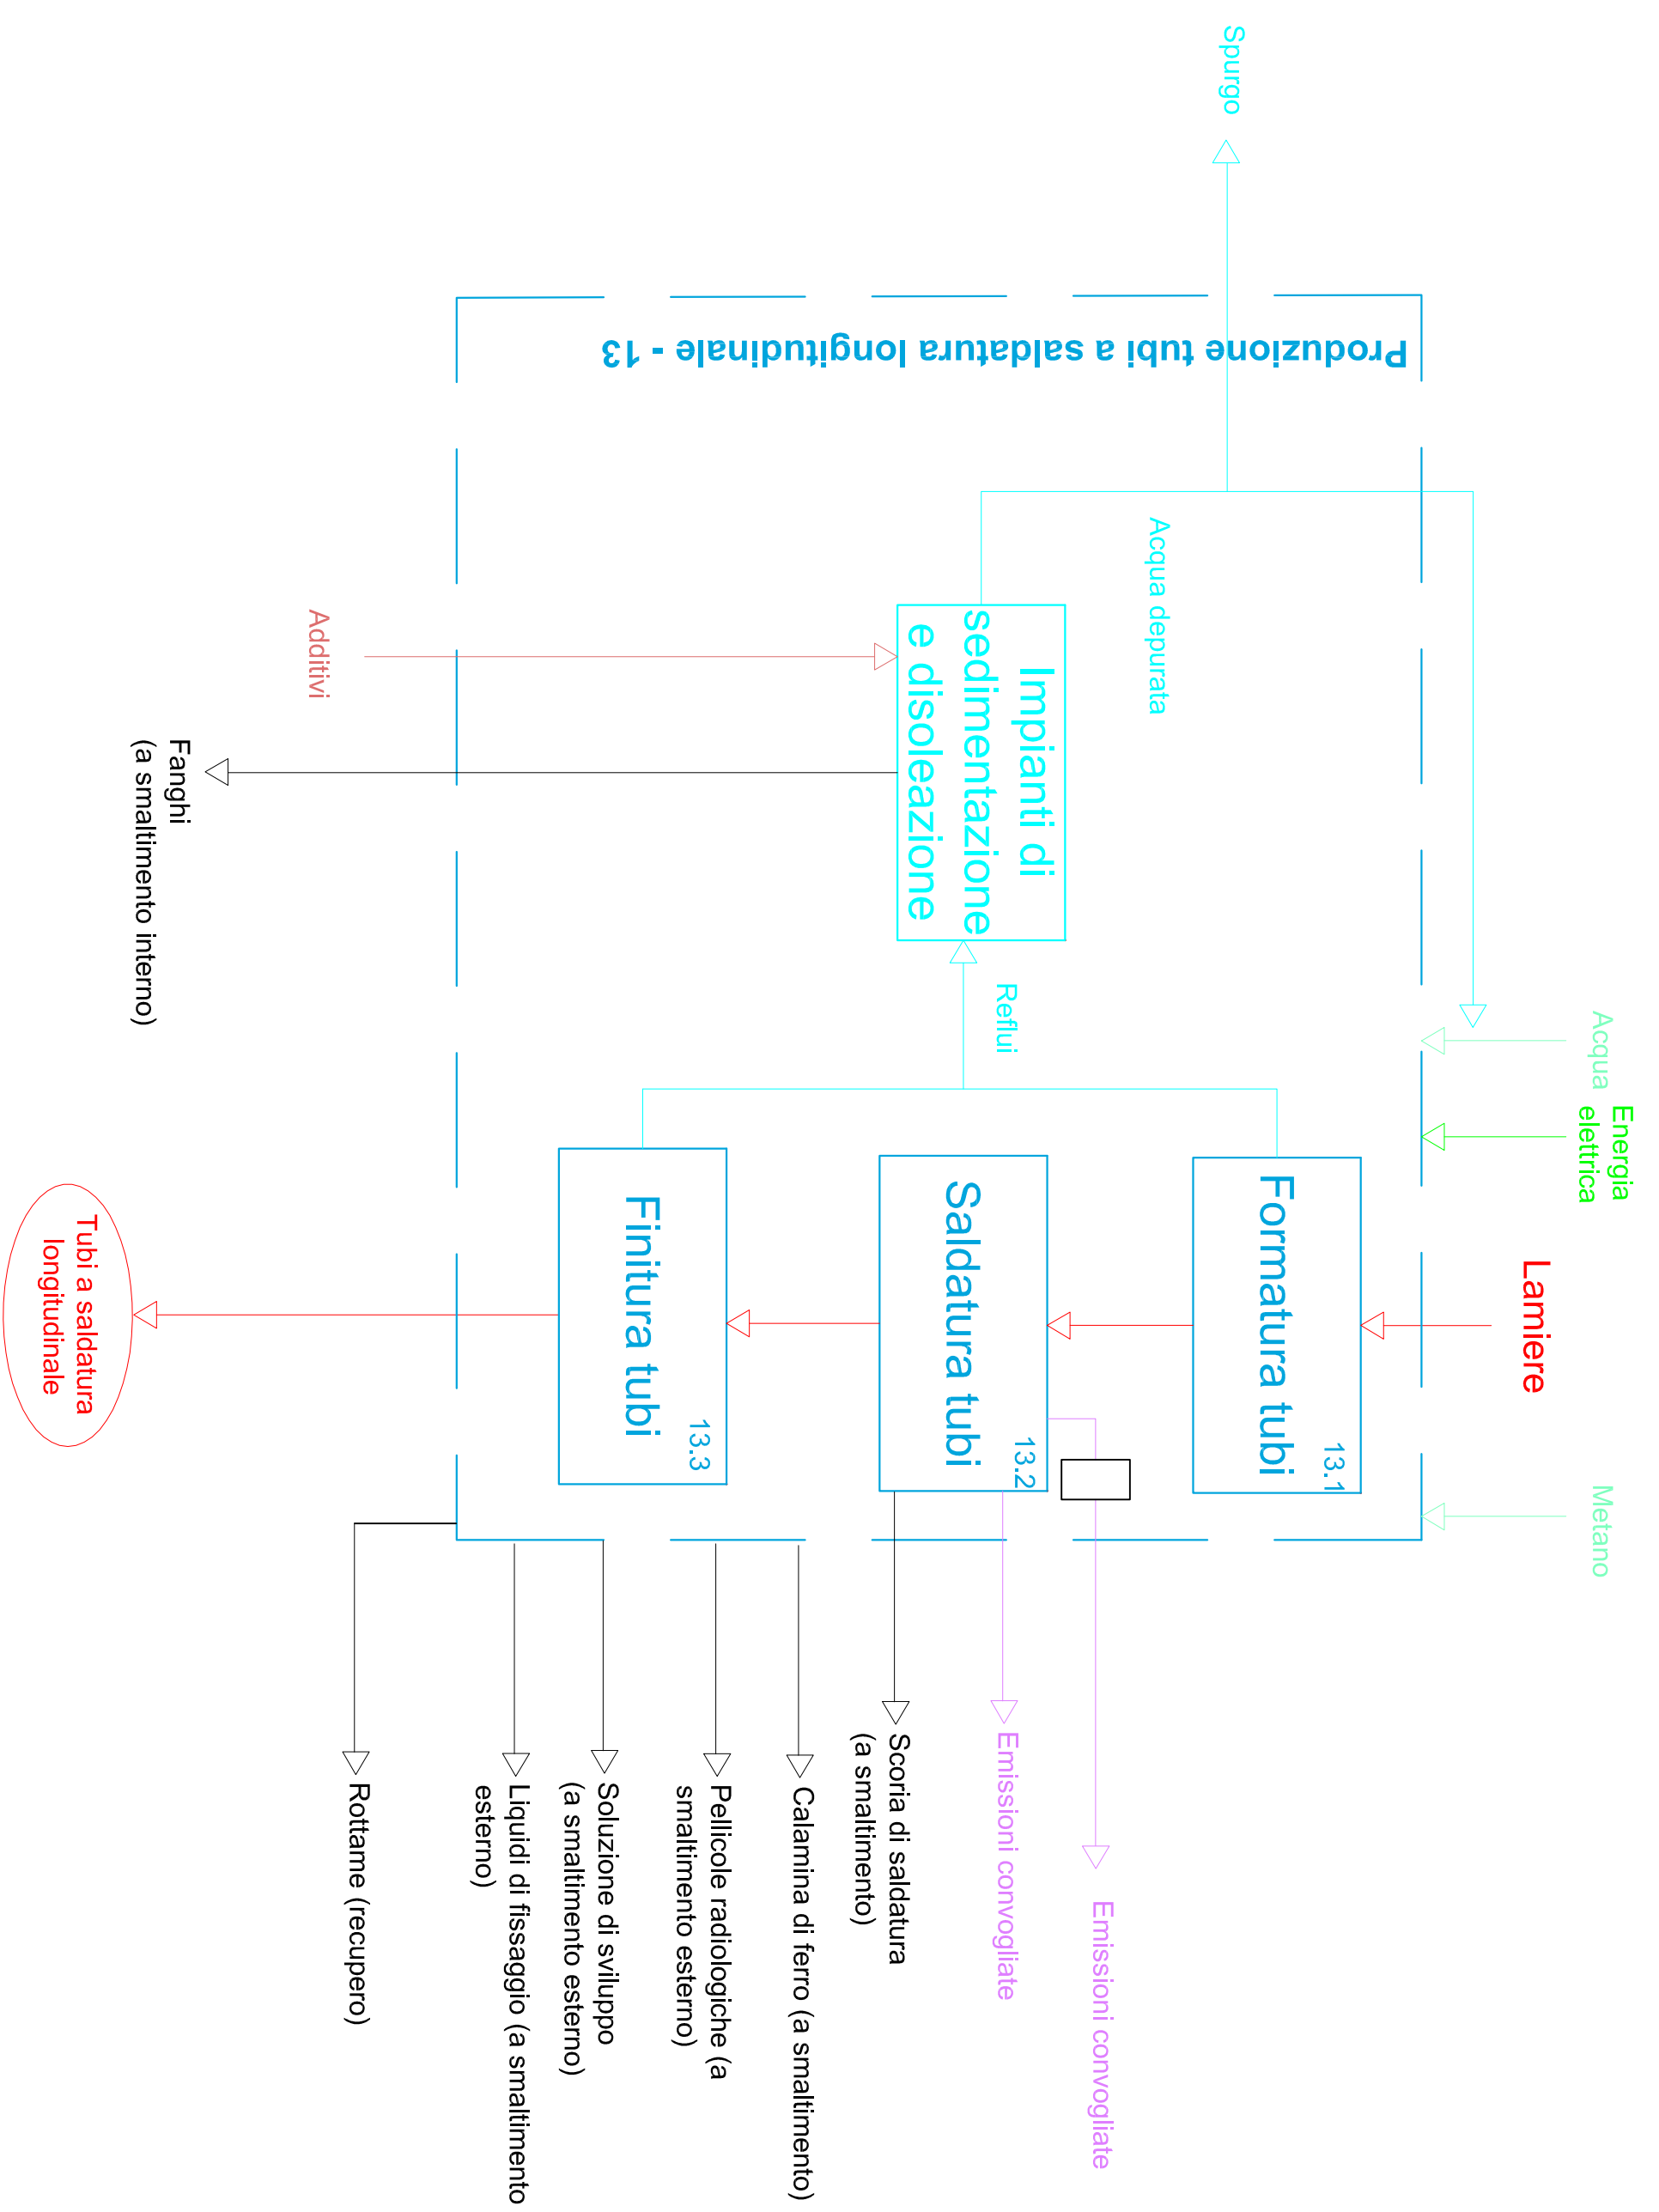 Lamiere
Acqua
Energia
elettrica
Metano
Produzione tubi a saldatura longitudinale - 13
Spurgo
Acqua depurata
Impianti di
sedimentazione
e disoleazione
Reflui
Additivi
Fanghi
(a smaltimento interno)
13.1
Formatura tubi
13.2
Saldatura tubi
13.3
Finitura tubi
Emissioni convogliate
Emissioni convogliate
Scoria di saldatura
(a smaltimento)
Calamina di ferro (a smaltimento)
Pellicole radiologiche (a
smaltimento esterno)
Soluzione di sviluppo
(a smaltimento esterno)
Liquidi di fissaggio (a smaltimento
esterno)
Rottame (recupero)
Tubi a saldatura
longitudinale